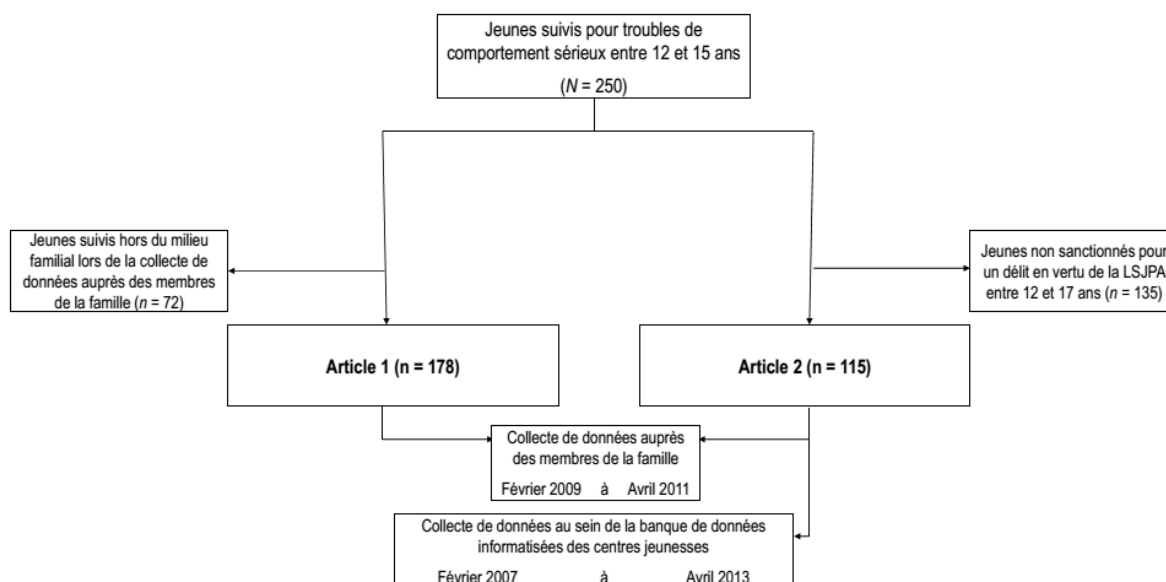 Jeunes suivis pour troubles de
comportement sérieux entre 12 et 15 ans
(N = 250)
Jeunes suivis hors du milieu
familial lors de la collecte de
données auprès des membres
de la famille (n = 72)
Jeunes non sanctionnés pour
un délit en vertu de la LSJPA
entre 12 et 17 ans (n = 135)
Article 1 (n = 178)
Article 2 (n = 115)
Collecte de données auprès
des membres de la famille
Février 2009 à Avril 2011
Collecte de données au sein de la banque de données
informatisées des centres jeunesses
Février 2007 à Avril 2013